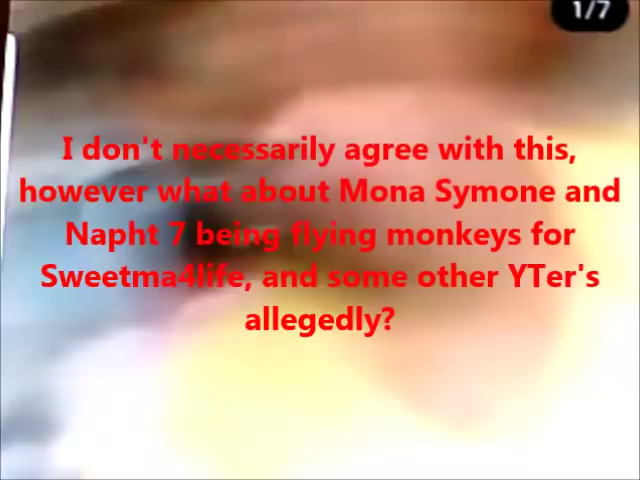 1/7
I don't necessarily agree with this,
however what about Mona Symone and
Napht 7 being flying monkeys for
Sweetma4life, and some other YTer's
allegedly?